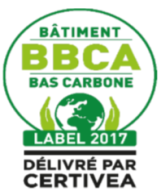 BÂTIMENT
BBCA
BAS CARBONE
LABEL 2017
DÉLIVRÉ PAR
CERTIVEA